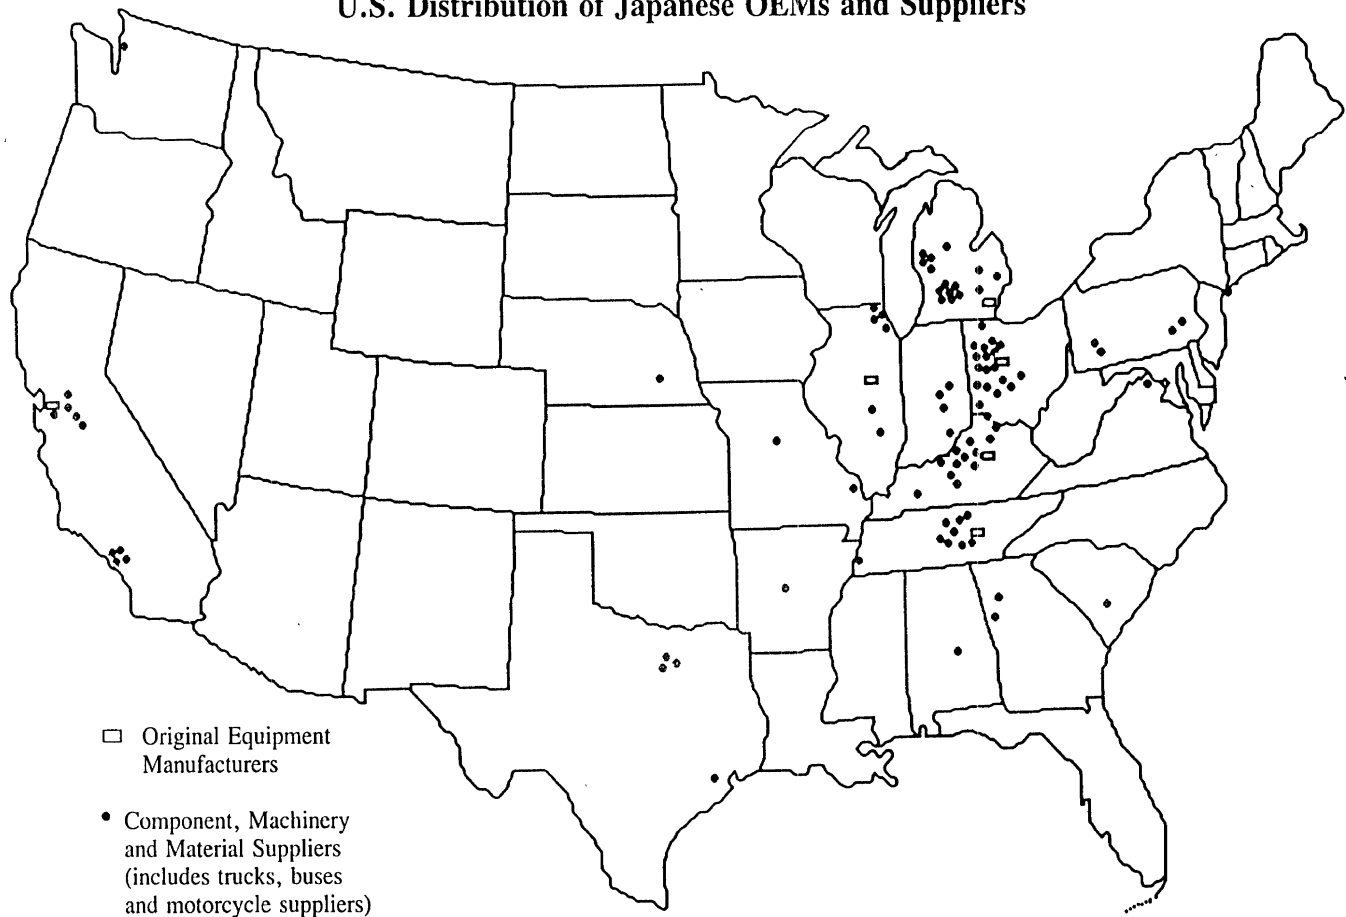 U.S. Distribution of Japanese OEMs and Suppliers
Original Equipment
Manufacturers
Component, Machinery
and Material Suppliers
(includes trucks, buses
and motorcycle suppliers)